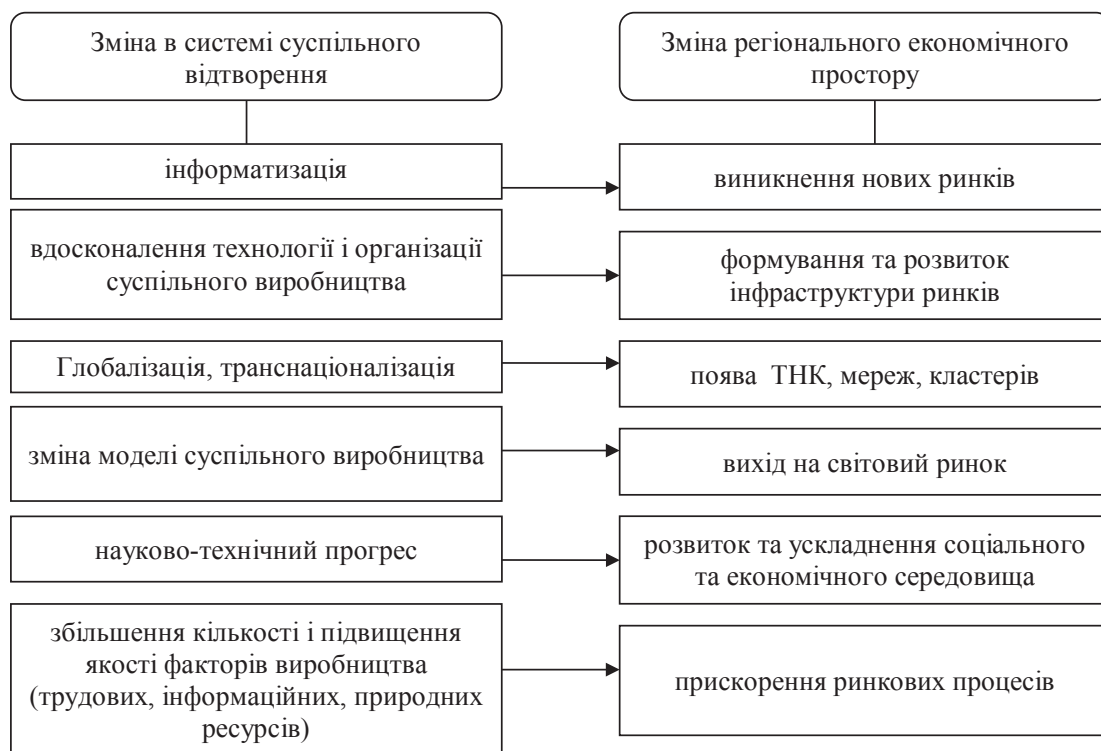 Зміна в системі суспільного
відтворення
Зміна регіонального економічного
простору
інформатизація
виникнення нових ринків
вдосконалення технології і організації
суспільного виробництва
формування та розвиток
інфраструктури ринків
Глобалізація, транснаціоналізація
поява ТНК, мереж, кластерів
зміна моделі суспільного виробництва
вихід на світовий ринок
науково-технічний прогрес
розвиток та ускладнення соціального
та економічного середовища
збільшення кількості і підвищення
якості факторів виробництва
(трудових, інформаційних, природних
ресурсів)
прискорення ринкових процесів